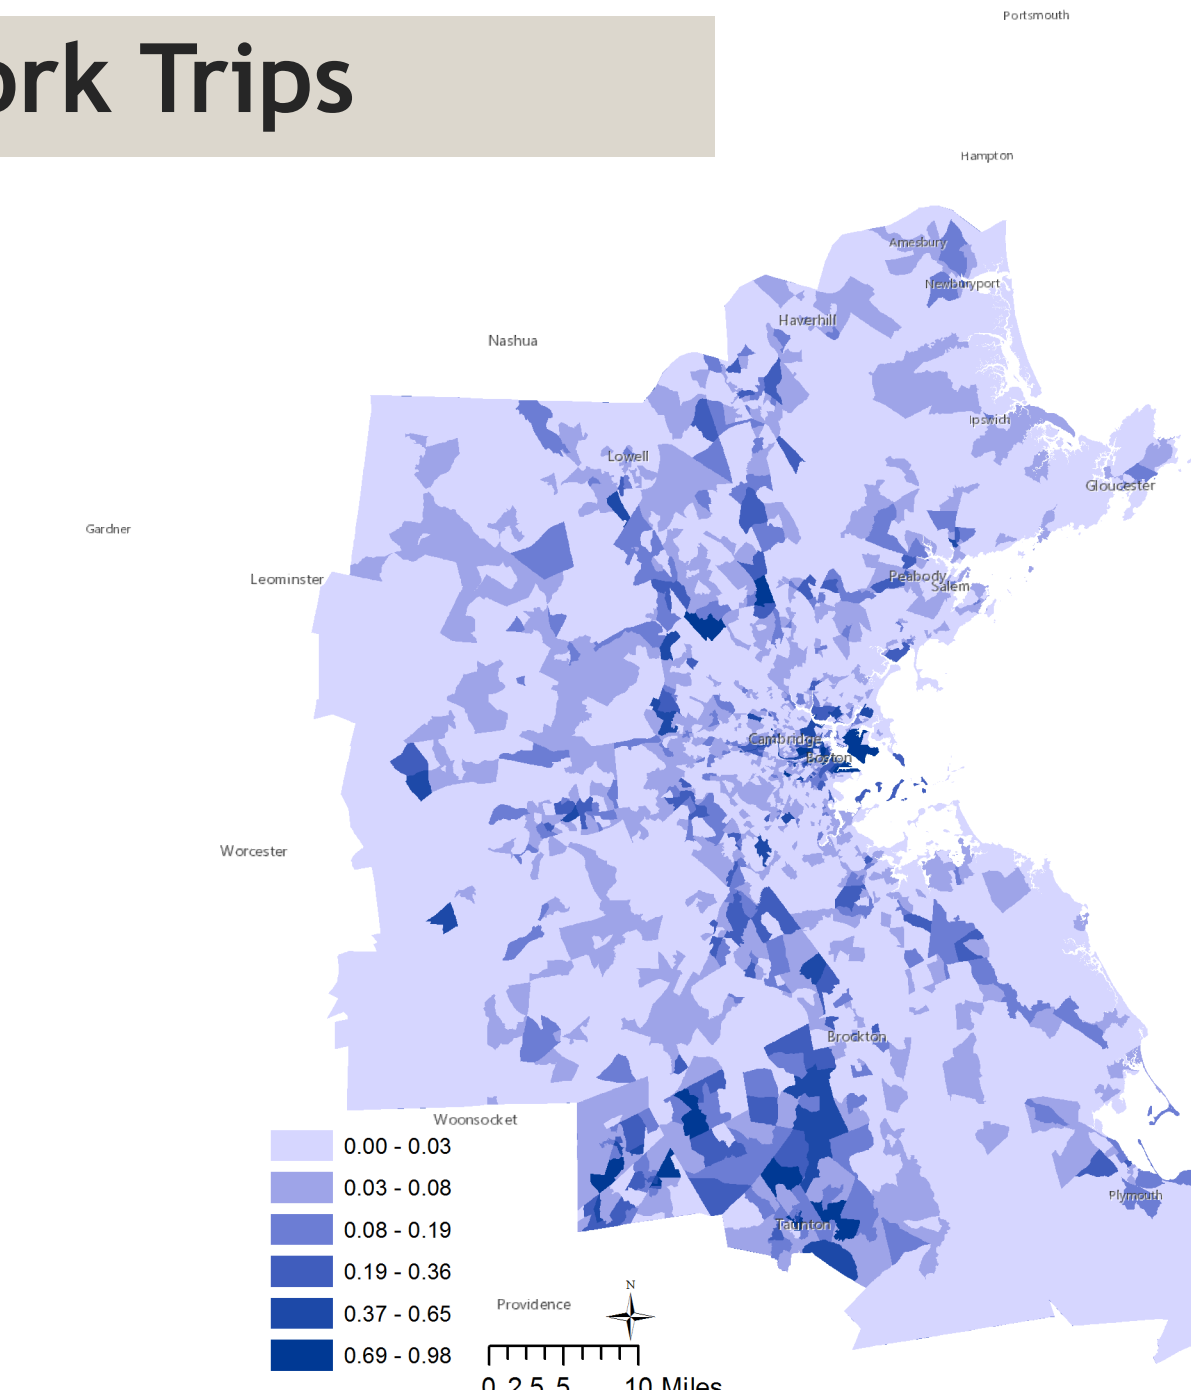 Portsmouth
ork Trips
Hampton
Amesbury
Newburyport
Haverhill
Nashua
Ipswich
Lowell
Gloucester
Gardner
Peabody
Leominster
Salem
Cambridge
Boston
Worcester
Brockton
Woonsocket
0.00 - 0.03
0.03 - 0.08
Plymouth
0.08 - 0.19
Taunton
0.19 - 0.36
N
Providence
0.37 - 0.65
0.69 - 0.98
0 2.5 5 10 Miles